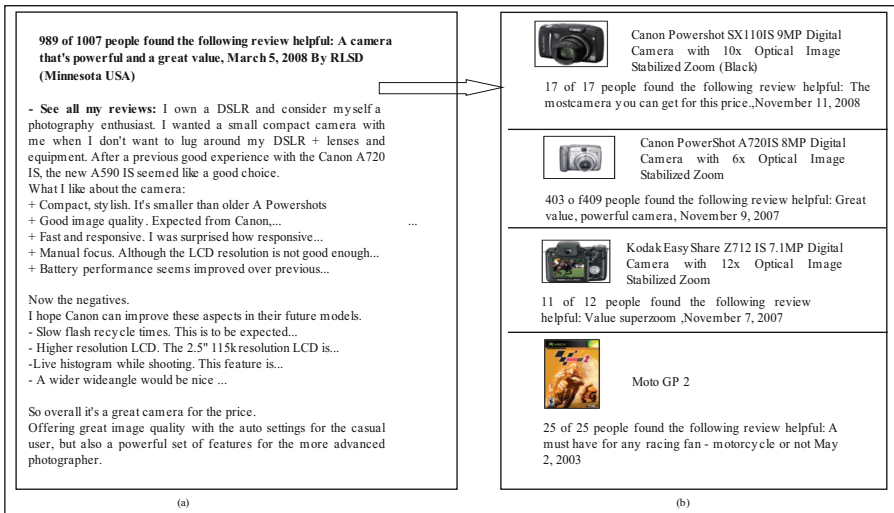 989 of 1007 people found the following review helpful: A camera
that's powerful and a great value, March 5, 2008 By RLSD
(Minnesota USA)
- See all my reviews: I own a DSLR and consider myself a
photography enthusiast. I wanted a small compact camera with
me when I don't want to lug around my DSLR + lenses and
equipment. After a previous good experience with the Canon A720
IS, the new A590 IS seemed like a good choice.
What I like about the camera:
+ Compact, stylish. It's smaller than older A Powershots
+ Good image quality. Expected from Canon,... ...
+ Fast and responsive. I was surprised how responsive...
+ Manual focus. Although the LCD resolution is not good enough...
+ Battery performance seems improved over previous...
Now the negatives.
I hope Canon can improve these aspects in their future models.
- Slow flash recycle times. This is to be expected...
- Higher resolution LCD. The 2.5" 115k resolution LCD is...
-Live histogram while shooting. This feature is...
- A wider wideangle would be nice ...
So overall it's a great camera for the price.
Offering great image quality with the auto settings for the casual
user, but also a powerful set of features for the more advanced
photographer.
(a)
Canon Powershot SX110IS 9MP Digital
Camera with 10x Optical Image
Stabilized Zoom (Black)
17 of 17 people found the following review helpful: The
mostcamera you can get for this price.,November 11, 2008
Canon PowerShot A720IS 8MP Digital
Camera with 6x Optical Image
Stabilized Zoom
403 o f409 people found the following review helpful: Great
value, powerful camera, November 9, 2007
Kodak EasyShare Z712 IS 7.1MP Digital
Camera with 12x Optical Image
Stabilized Zoom
11 of 12 people found the following review
helpful: Value superzoom ,November 7, 2007
Moto GP 2
25 of 25 people found the following review helpful: A
must have for any racing fan - motorcycle or not May
2, 2003
(b)